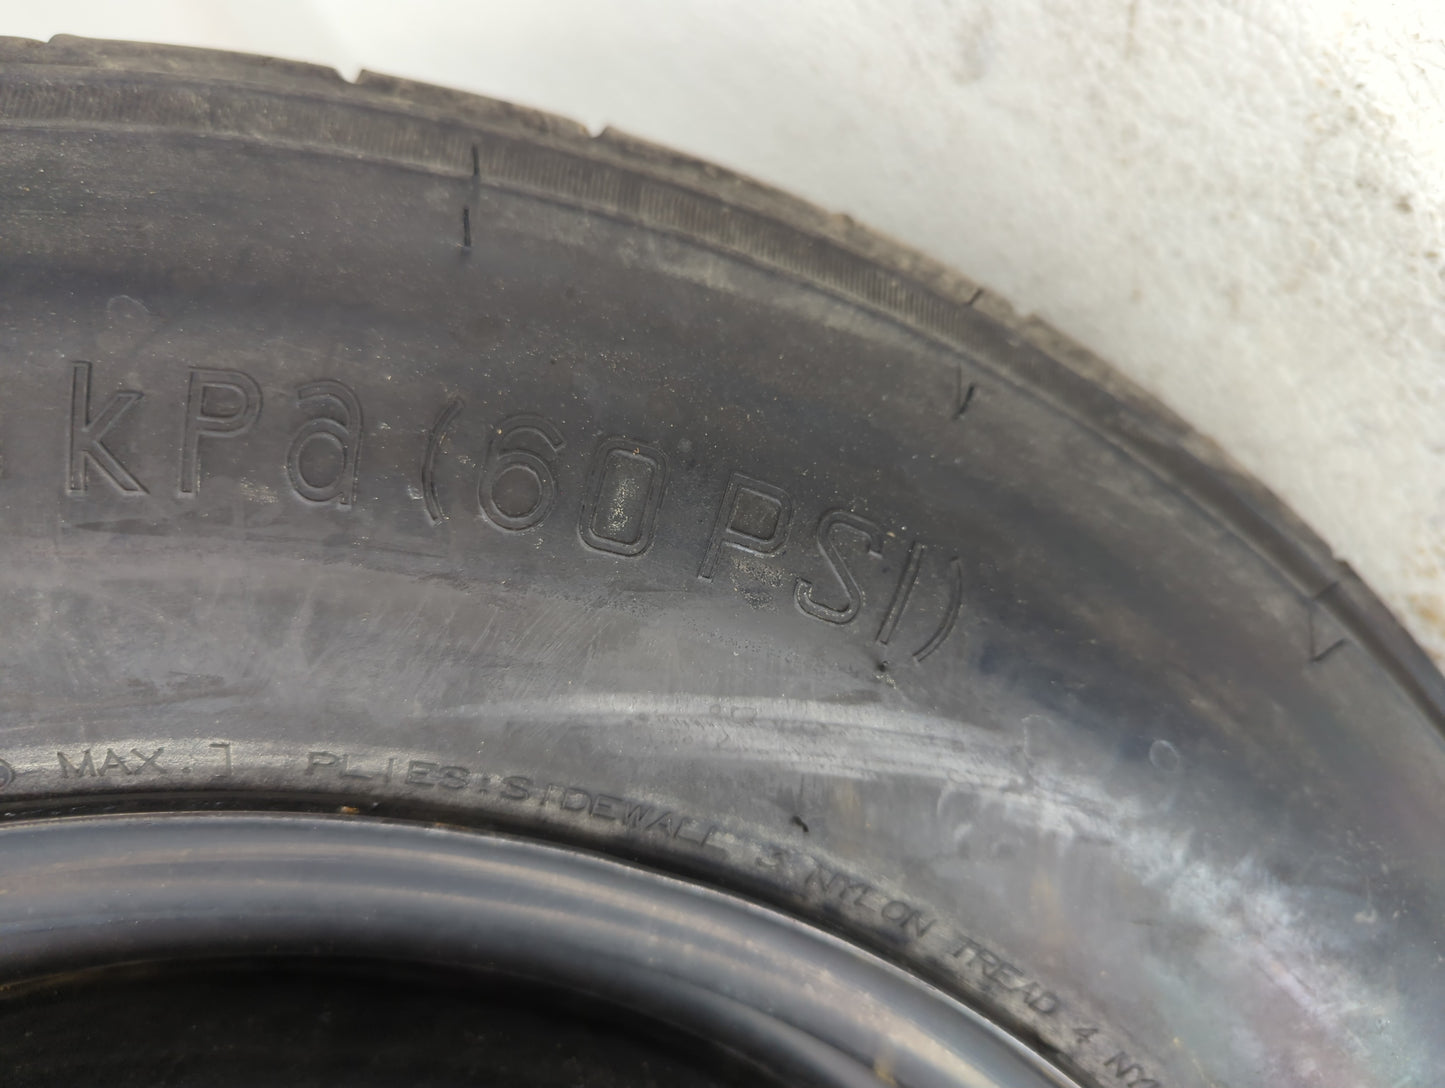 kPa (60 PSI)
MAX. PLIES: SIDEWALL 3 NYLON TREAD 4